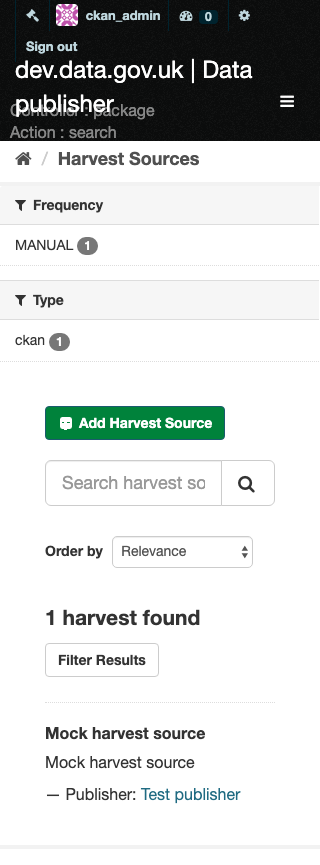 ckan_admin 0
Sign out
dev.data.gov.uk | Data
publisher
Controller : package
Action : search
/ Harvest Sources
Frequency
MANUAL 1
Type
ckan 1
Add Harvest Source
Search harvest so
Order by Relevance
1 harvest found
Filter Results
Mock harvest source
Mock harvest source
— Publisher: Test publisher